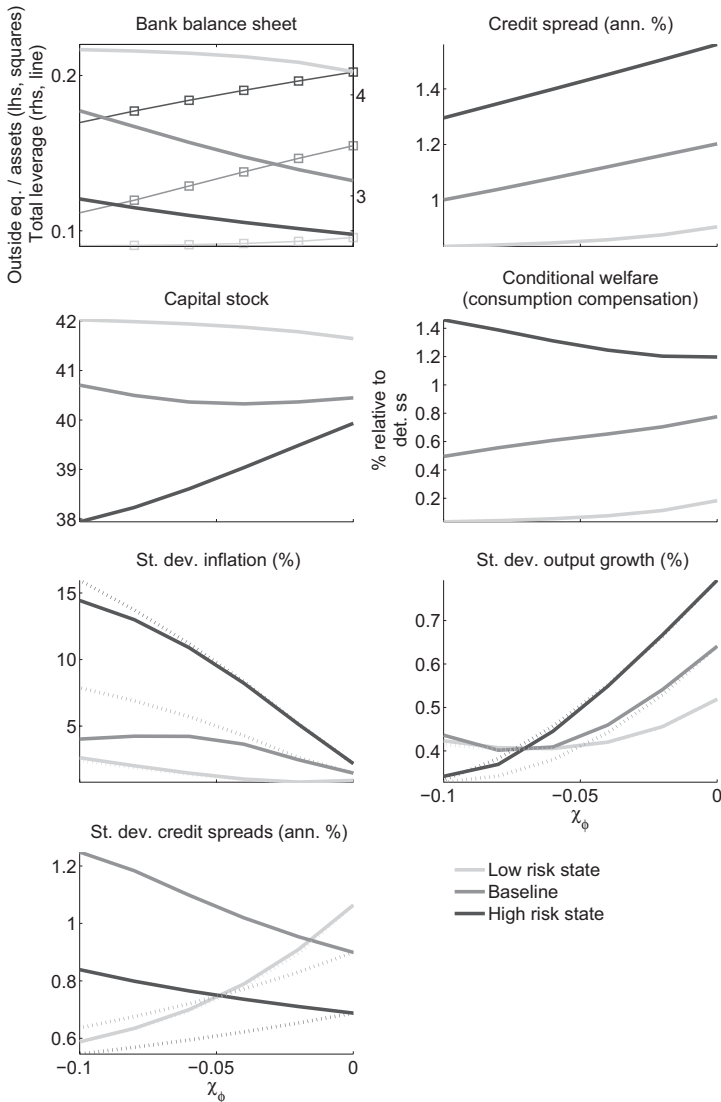 Bank balance sheet
Outside eq. / assets (lhs, squares)
Total leverage (rhs, line)
0.2
0.1
4
3
Credit spread (ann. %)
1.4
1.2
1
Capital stock
42
41
40
39
38
Conditional welfare
(consumption compensation)
% relative to
det. ss
1.4
1.2
1
0.8
0.6
0.4
0.2
St. dev. inflation (%)
15
10
5
St. dev. output growth (%)
0.7
0.6
0.5
0.4
−0.1 −0.05 0
χϕ
St. dev. credit spreads (ann. %)
1.2
1
0.8
0.6
−0.1 −0.05 0
χϕ
Low risk state
Baseline
High risk state